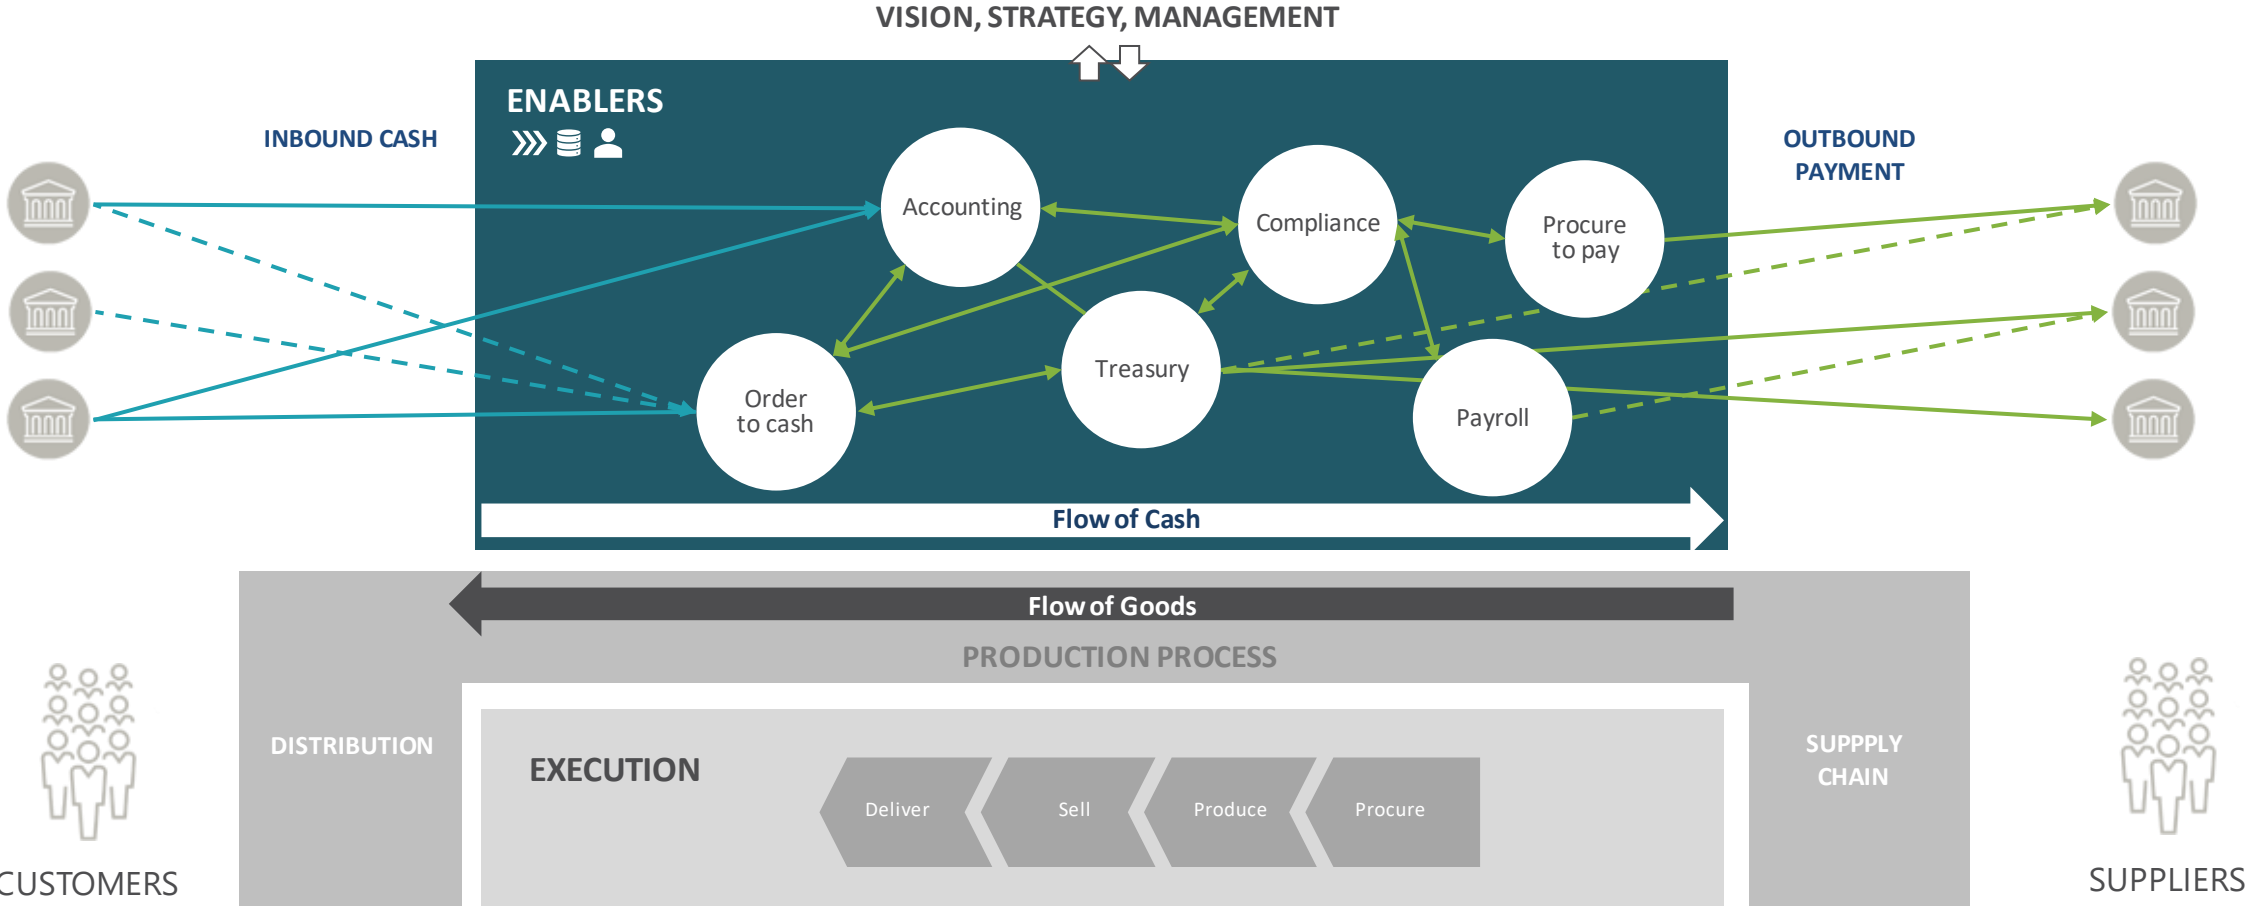 VISION, STRATEGY, MANAGEMENT
ENABLERS
INBOUND CASH
OUTBOUND
PAYMENT
Accounting
Compliance
Procure
to pay
Order
to cash
Treasury
Payroll
Flow of Cash
Flow of Goods
PRODUCTION PROCESS
DISTRIBUTION
EXECUTION
Deliver
Sell
Produce
Procure
SUPPPLY
CHAIN
CUSTOMERS
SUPPLIERS